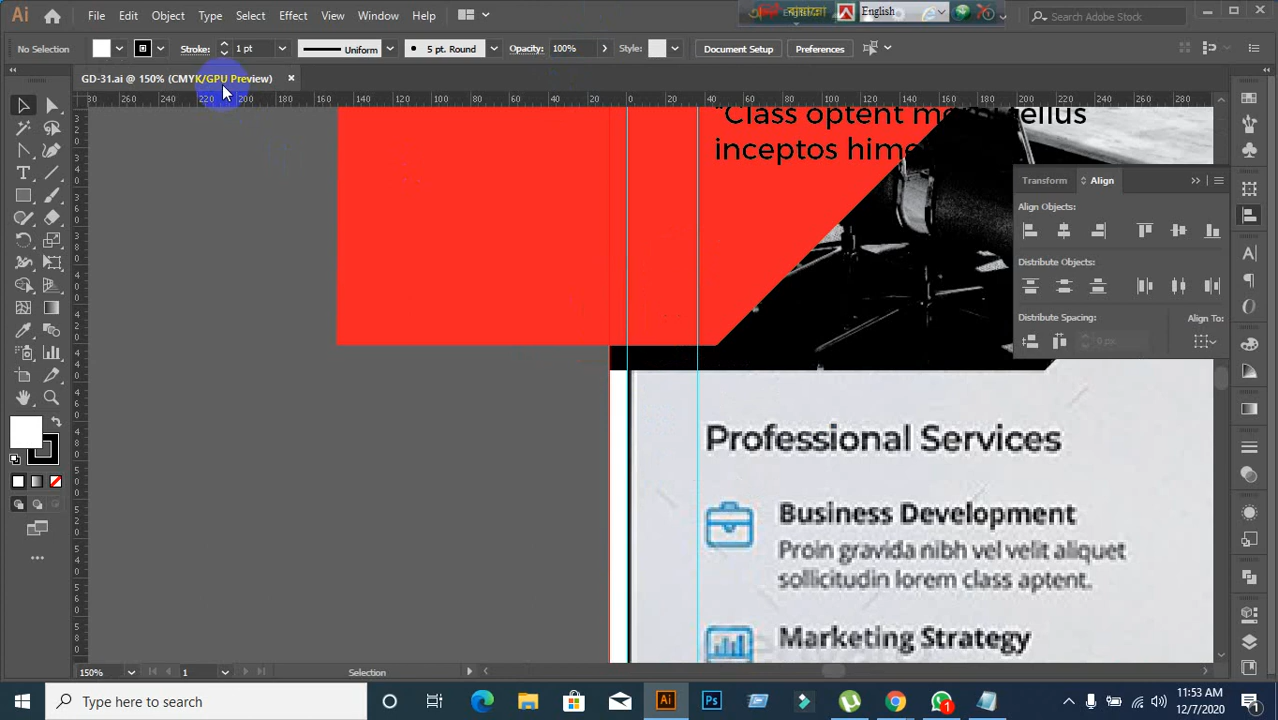 Ai File Edit Object Type Select Effect View Window Help
English
Search Adobe Stock
No Selection Stroke: 1 pt Uniform 5 pt. Round Opacity: 100% Style: Document Setup Preferences
GD-31.ai @ 150% (CMYK/GPU Preview)
"Class optent
inceptos
Transform Align
Align Objects:
Distribute Objects:
Distribute Spacing: Align To:
0 px
Professional Services
Business Development
Proin gravida nibh vel velit aliquet
sollicitudin lorem class aptent.
Marketing Strategy
150% 1 Selection
Type here to search
11:53 AM
12/7/2020